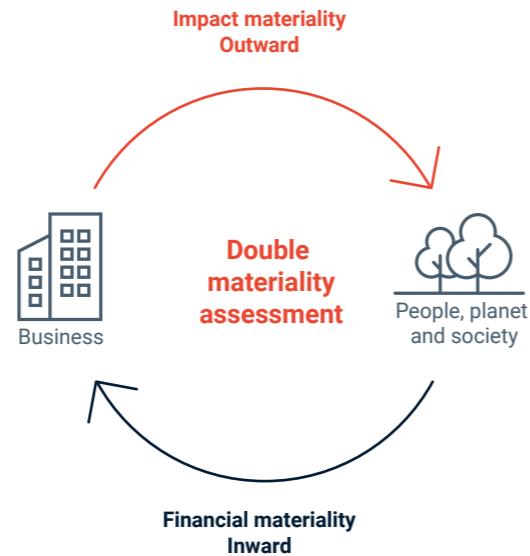 Impact materiality
Outward
Double
materiality
assessment
Business
People, planet
and society
Financial materiality
Inward